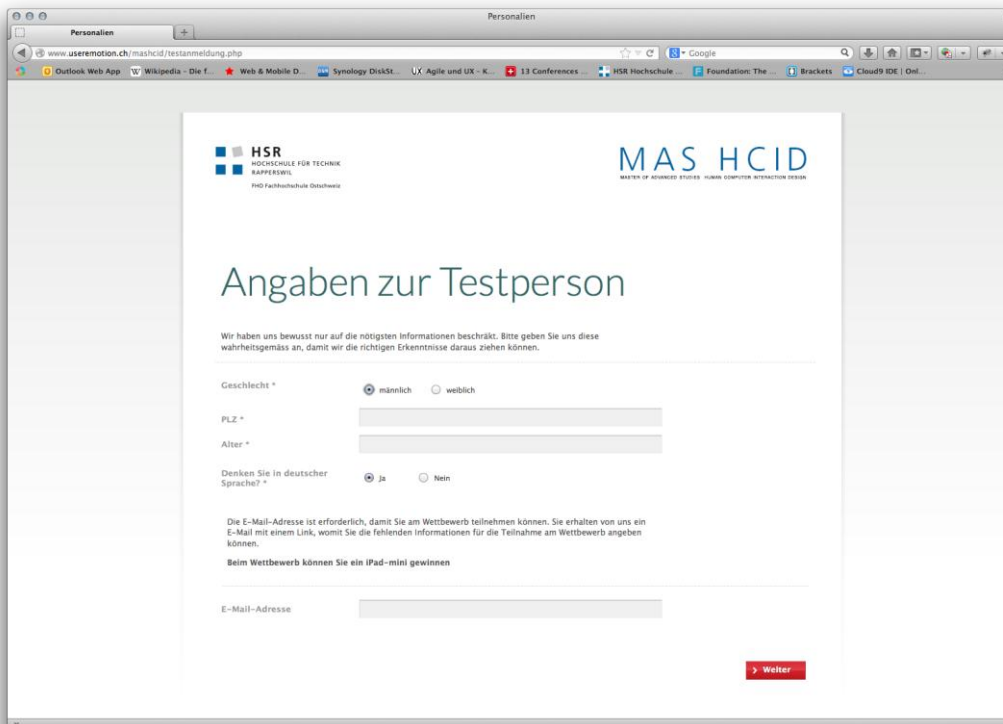 Personalien
Personalien
www.useremotion.ch/mashcid/testanmeldung.php
Google
Outlook Web App
Wikipedia – Die f...
Web & Mobile D...
Synology DiskSt...
UX Agile und UX – K...
13 Conferences ...
HSR Hochschule ...
Foundation: The ...
Brackets
Cloud9 IDE | Onl...
HSR
HOCHSCHULE FÜR TECHNIK
RAPPERSWIL
FHO Fachhochschule Ostschweiz
MAS HCID
MASTER OF ADVANCED STUDIES HUMAN COMPUTER INTERACTION DESIGN
Angaben zur Testperson
Wir haben uns bewusst nur auf die nötigsten Informationen beschräkt. Bitte geben Sie uns diese
wahrheitsgemäss an, damit wir die richtigen Erkenntnisse daraus ziehen können.
Geschlecht *
männlich
weiblich
PLZ *
Alter *
Denken Sie in deutscher
Sprache? *
Ja
Nein
Die E-Mail-Adresse ist erforderlich, damit Sie am Wettbewerb teilnehmen können. Sie erhalten von uns ein
E-Mail mit einem Link, womit Sie die fehlenden Informationen für die Teilnahme am Wettbewerb angeben
können.
Beim Wettbewerb können Sie ein iPad-mini gewinnen
E-Mail-Adresse
Weiter